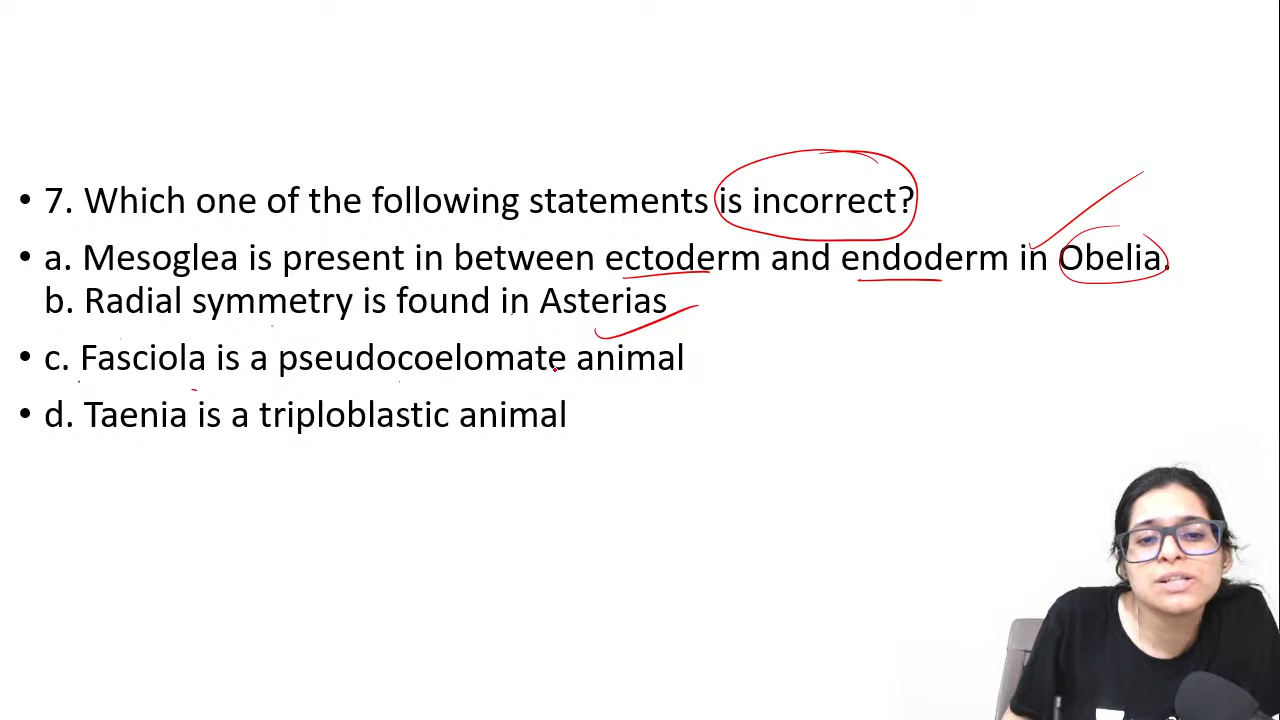 • 7. Which one of the following statements is incorrect?
• a. Mesoglea is present in between ectoderm and endoderm in Obelia.
b. Radial symmetry is found in Asterias
• c. Fasciola is a pseudocoelomate animal
• d. Taenia is a triploblastic animal